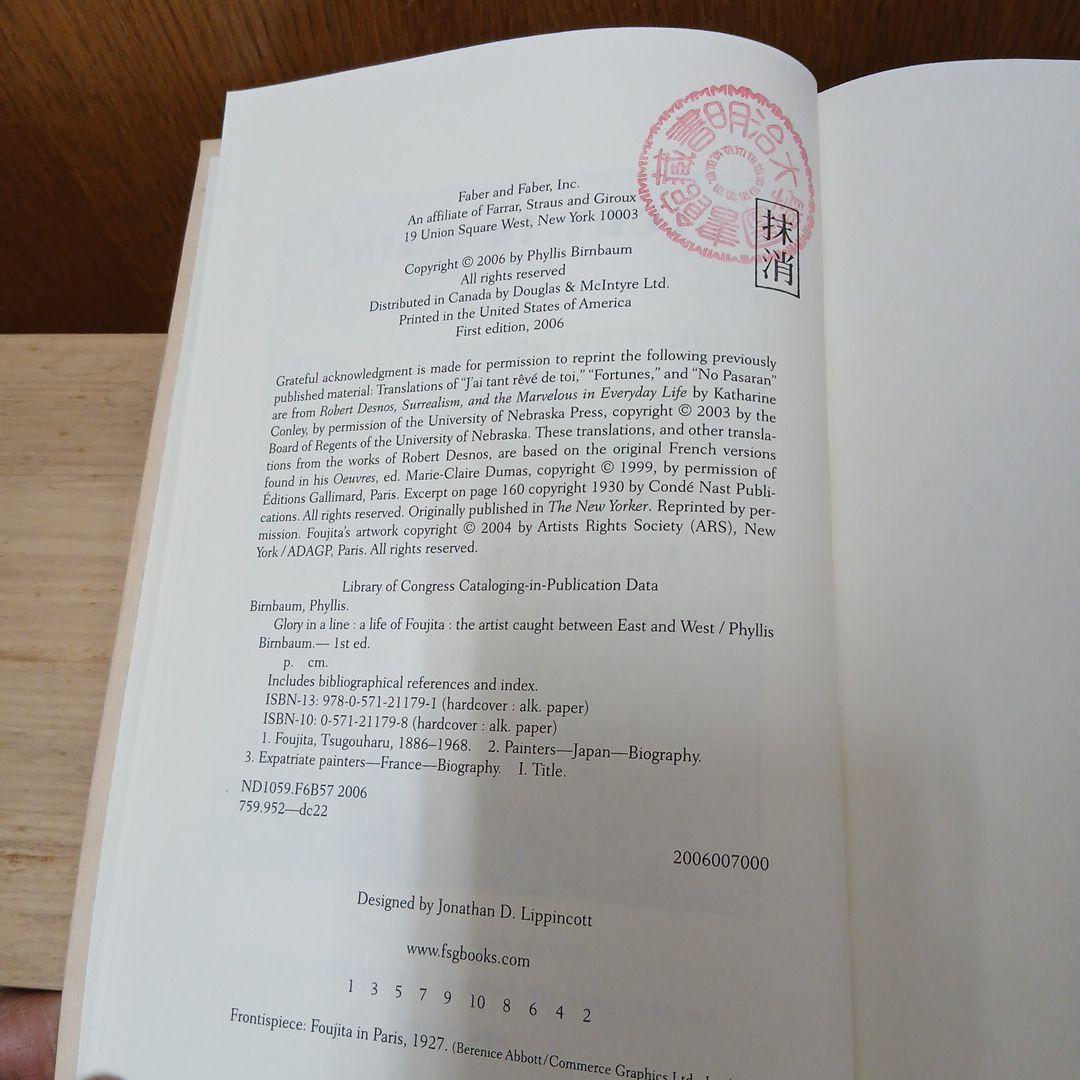 Faber and Faber, Inc.
An affiliate of Farrar, Straus and Giroux
19 Union Square West, New York 10003
明治大學圖書館藏書
抹消
Copyright © 2006 by Phyllis Birnbaum
All rights reserved
Distributed in Canada by Douglas & McIntyre Ltd.
Printed in the United States of America
First edition, 2006
Grateful acknowledgment is made for permission to reprint the following previously
published material: Translations of “J’ai tant rêvé de toi,” “Fortunes,” and “No Pasaran”
are from Robert Desnos, Surrealism, and the Marvelous in Everyday Life by Katharine
Conley, by permission of the University of Nebraska Press, copyright © 2003 by the
Board of Regents of the University of Nebraska. These translations, and other transla-
tions from the works of Robert Desnos, are based on the original French versions
found in his Oeuvres, ed. Marie-Claire Dumas, copyright © 1999, by permission of
Éditions Gallimard, Paris. Excerpt on page 160 copyright 1930 by Condé Nast Publi-
cations. All rights reserved. Originally published in The New Yorker. Reprinted by per-
mission. Foujita’s artwork copyright © 2004 by Artists Rights Society (ARS), New
York/ADAGP, Paris. All rights reserved.
Library of Congress Cataloging-in-Publication Data
Birnbaum, Phyllis.
Glory in a line : a life of Foujita : the artist caught between East and West / Phyllis
Birnbaum.— 1st ed.
p. cm.
Includes bibliographical references and index.
ISBN-13: 978-0-571-21179-1 (hardcover : alk. paper)
ISBN-10: 0-571-21179-8 (hardcover : alk. paper)
1. Foujita, Tsugouharu, 1886–1968. 2. Painters—Japan—Biography.
3. Expatriate painters—France—Biography. I. Title.
ND1059.F6B57 2006
759.952—dc22
2006007000
Designed by Jonathan D. Lippincott
www.fsgbooks.com
1 3 5 7 9 10 8 6 4 2
Frontispiece: Foujita in Paris, 1927. (Berenice Abbott/Commerce Graphics Ltd.